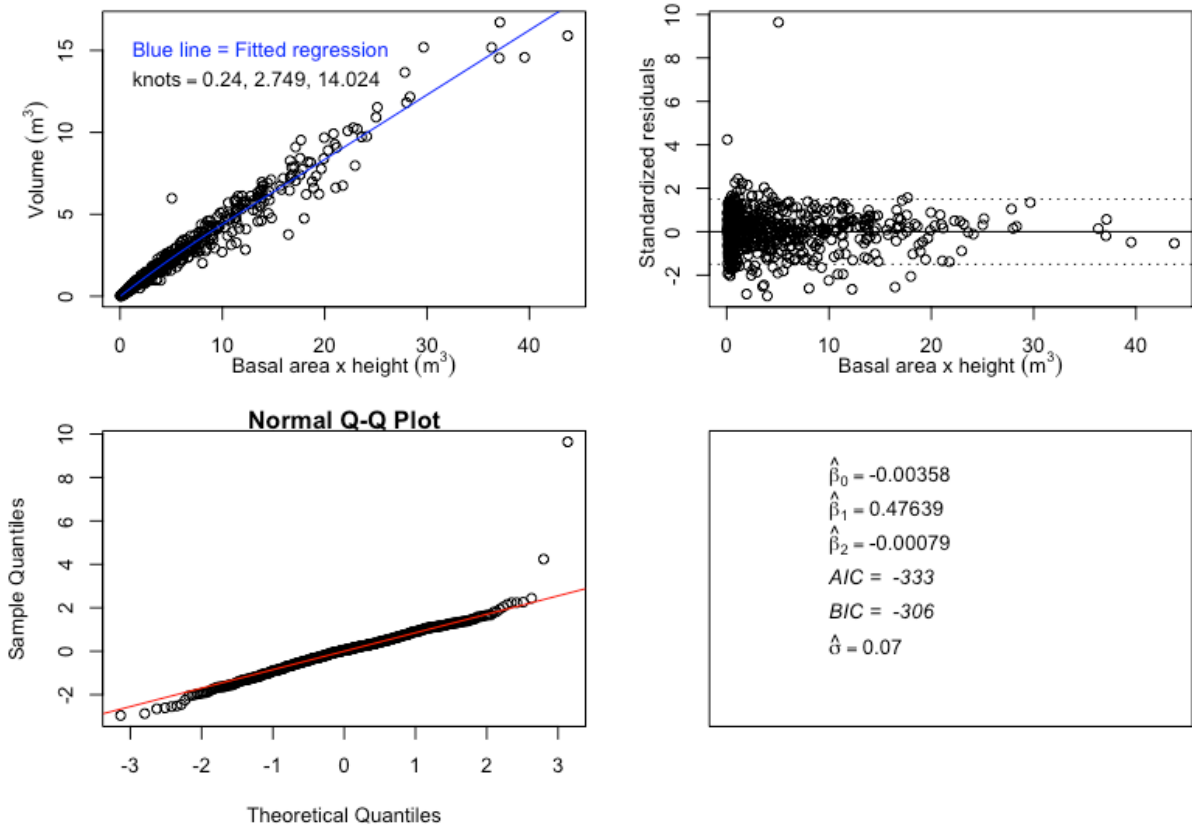 Blue line = Fitted regression
knots = 0.24, 2.749, 14.024
Volume (m³)
15
10
5
0
0 10 20 30 40
Basal area x height (m³)
Standardized residuals
10
8
6
4
2
0
-2
0 10 20 30 40
Basal area x height (m³)
Normal Q-Q Plot
Sample Quantiles
10
8
6
4
2
0
-2
-3 -2 -1 0 1 2 3
Theoretical Quantiles
β̂₀ = -0.00358
β̂₁ = 0.47639
β̂₂ = -0.00079
AIC = -333
BIC = -306
σ̂ = 0.07